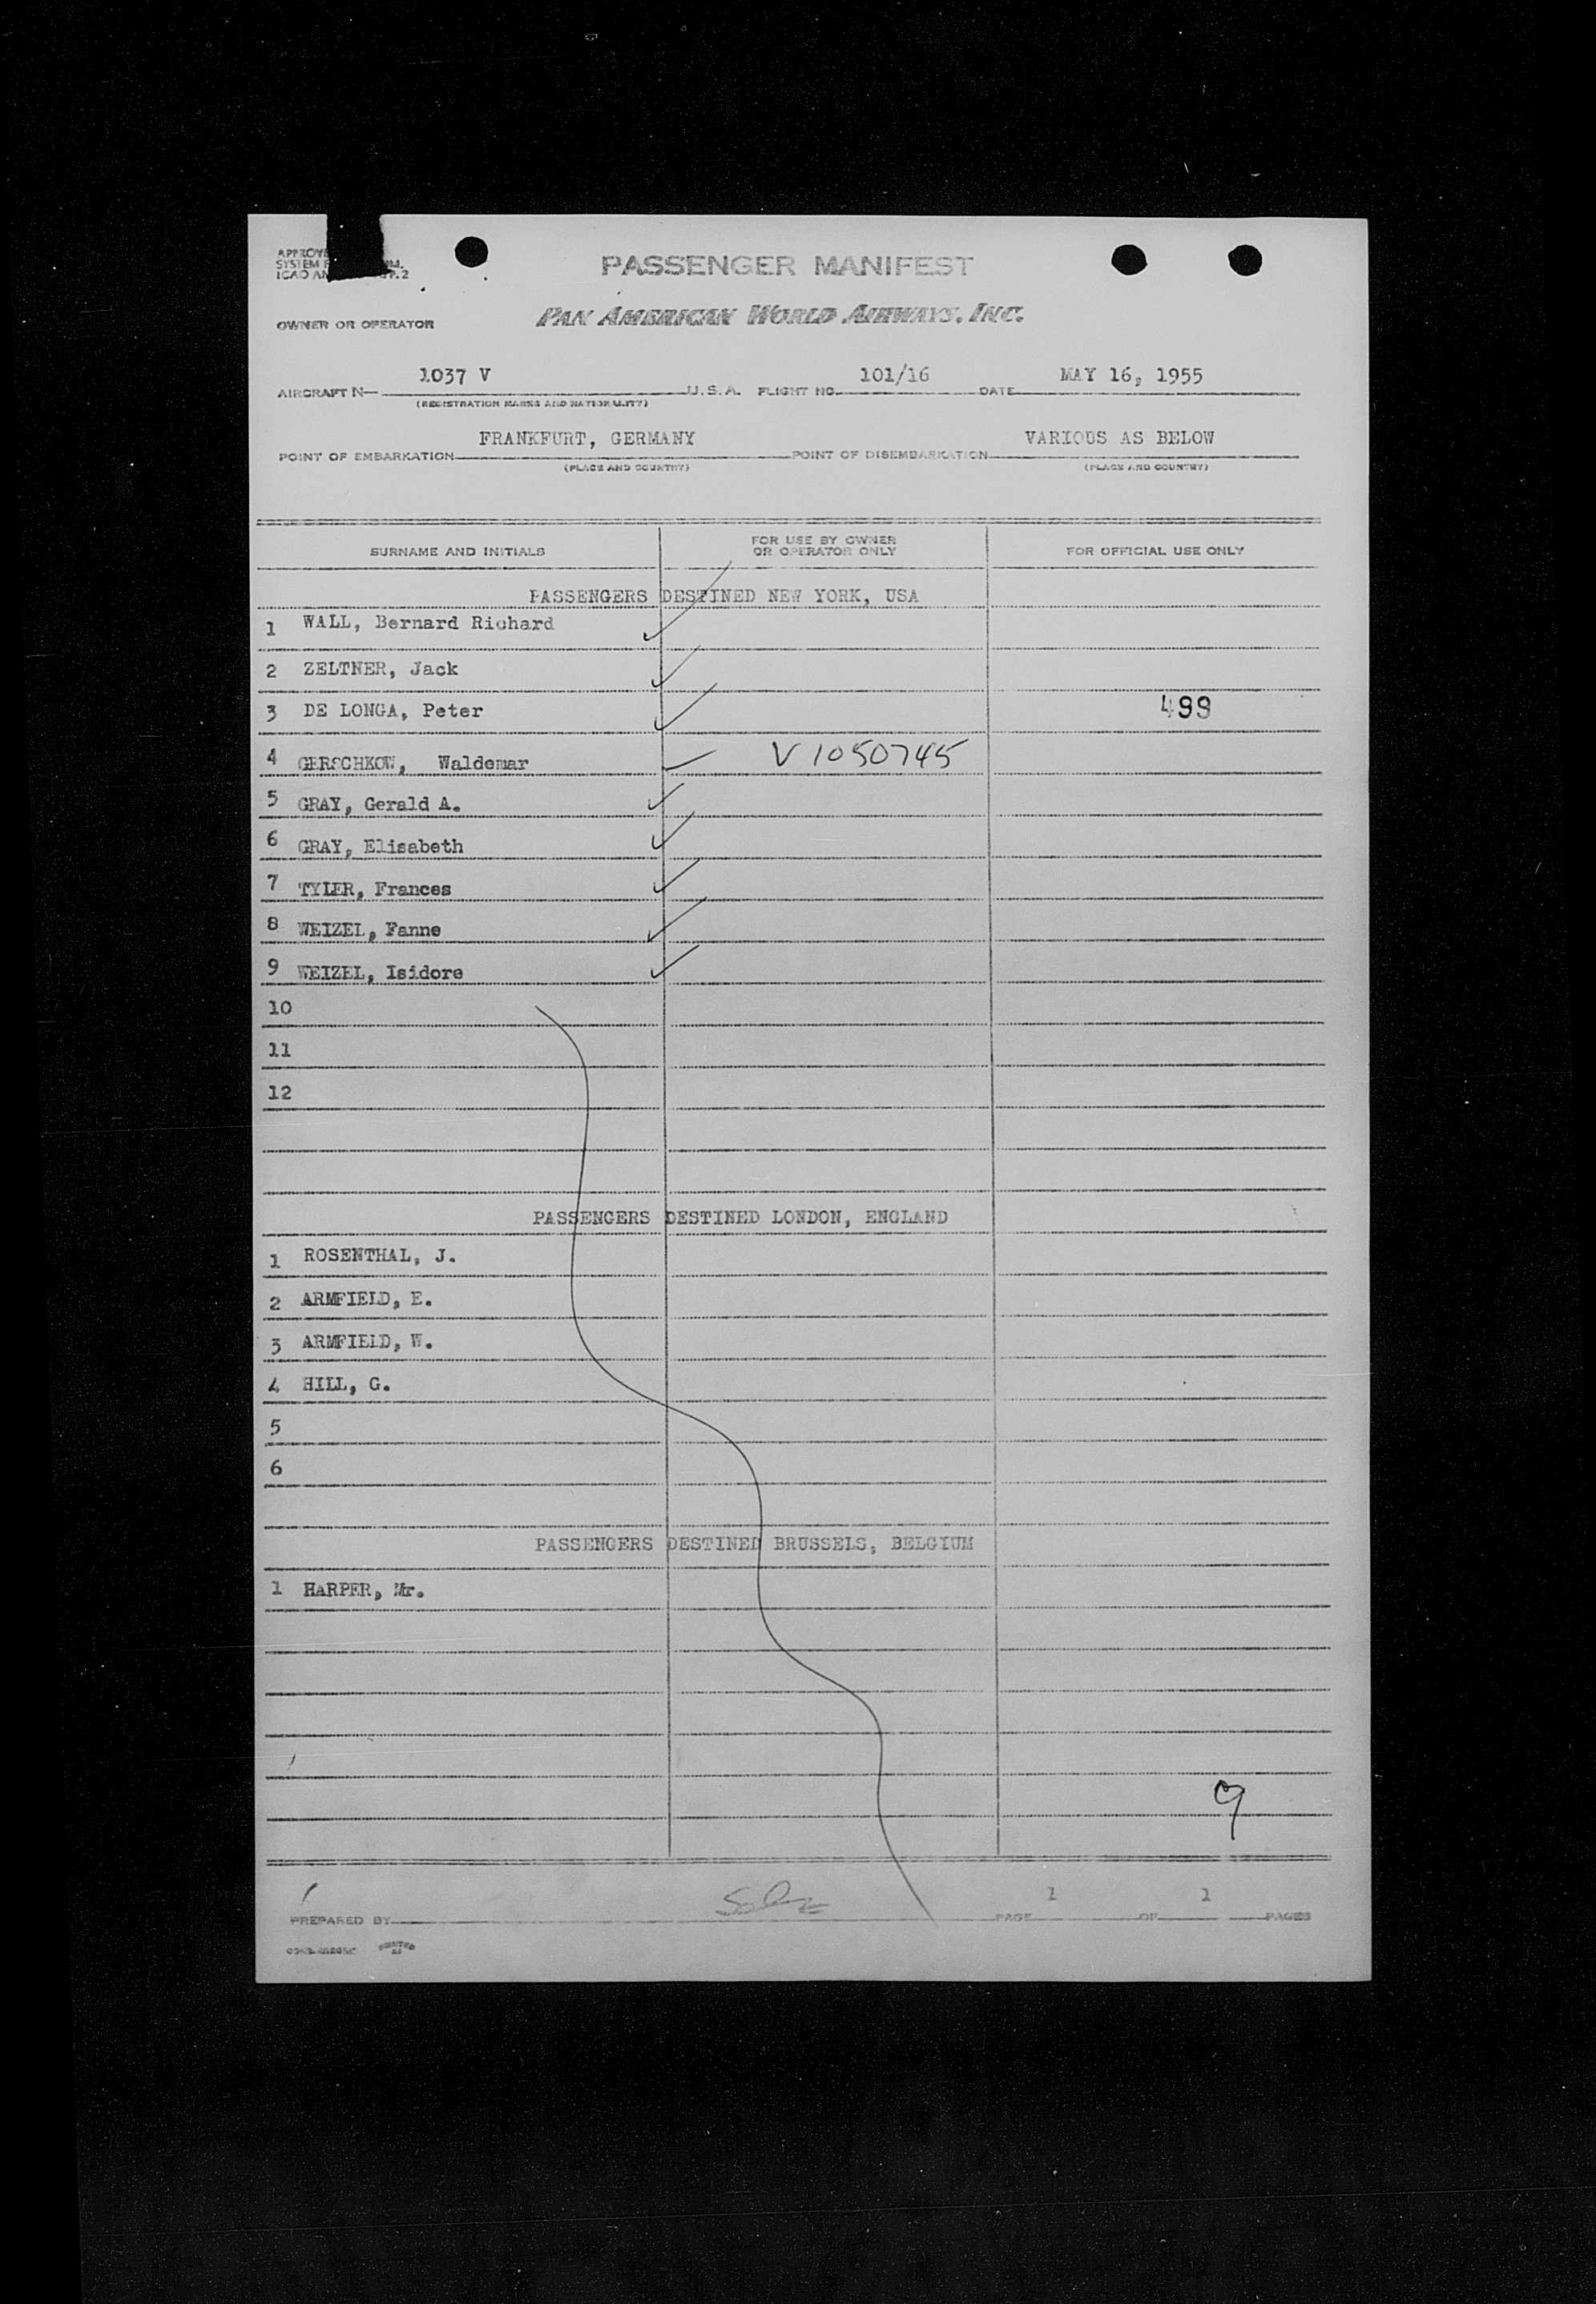 PASSENGER MANIFEST
OWNER OR OPERATOR PAN AMERICAN WORLD AIRWAYS, INC.
AIRCRAFT N— 1037 V U.S.A. FLIGHT NO. 101/16 DATE MAY 16, 1955
(REGISTRATION MARKS AND NATIONALITY)
FRANKFURT, GERMANY VARIOUS AS BELOW
POINT OF EMBARKATION POINT OF DISEMBARKATION
(PLACE AND COUNTRY) (PLACE AND COUNTRY)
SURNAME AND INITIALS FOR USE BY OWNER OR OPERATOR ONLY FOR OFFICIAL USE ONLY
PASSENGERS DESTINED NEW YORK, USA
1 WALL, Bernard Richard
2 ZELTNER, Jack
3 DE LONGA, Peter 499
4 GERSCHKOW, Waldemar V1050745
5 GRAY, Gerald A.
6 GRAY, Elisabeth
7 TYLER, Frances
8 WEIZEL, Fanne
9 WEIZEL, Isidore
10
11
12
PASSENGERS DESTINED LONDON, ENGLAND
1 ROSENTHAL, J.
2 ARMFIELD, E.
3 ARMFIELD, W.
4 HILL, G.
5
6
PASSENGERS DESTINED BRUSSELS, BELGIUM
1 HARPER, Mr.
9
PREPARED BY PAGE 1 OF 1 PAGES